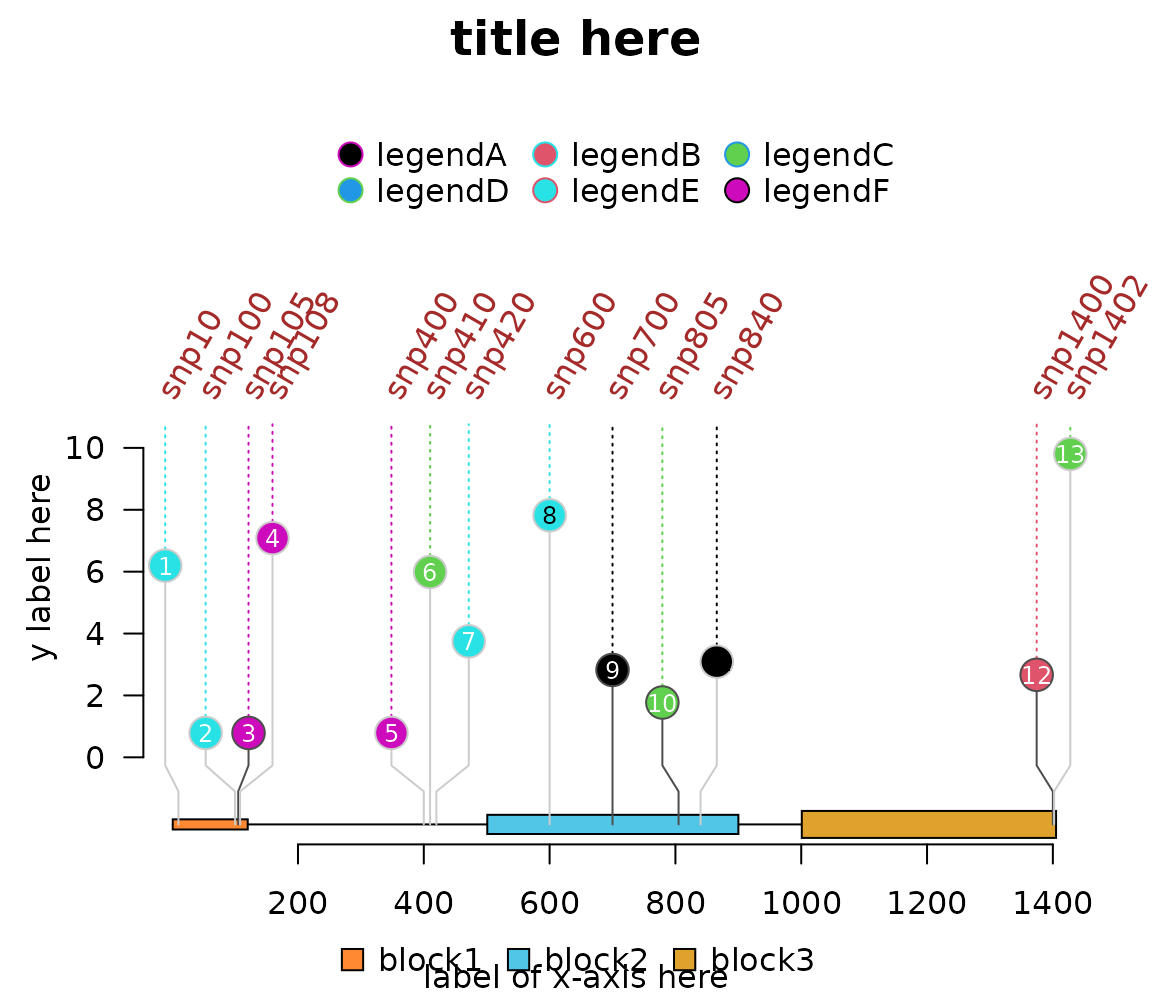 title here
legendA legendB legendC
legendD legendE legendF
snp10 snp100 snp105 snp108 snp400 snp410 snp420 snp600 snp700 snp805 snp840 snp1400 snp1402
y label here
10
8
6
4
2
0
1 2 3 4 5 6 7 8 9 10 12 13
200 400 600 800 1000 1200 1400
block1 block2 block3
label of x-axis here